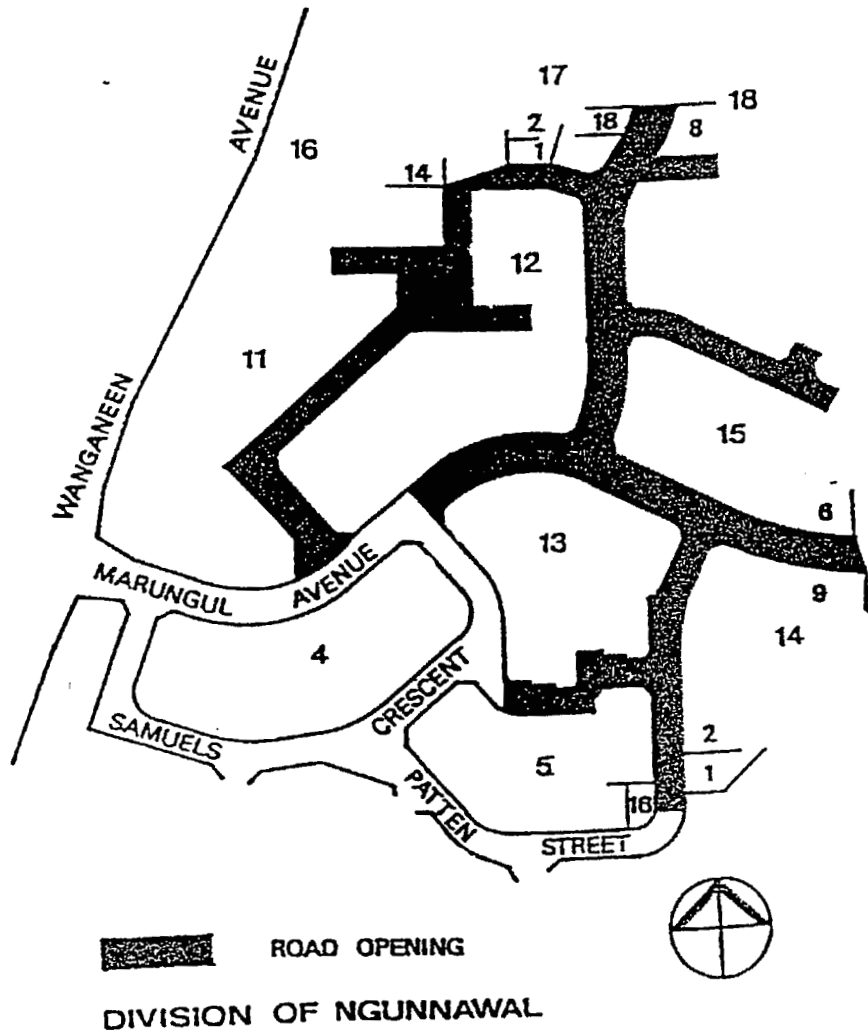 17
18
18
8
2
1
AVENUE
16
14
12
11
15
WANGANEEN
6
13
MARUNGUL
AVENUE
9
14
4
CRESCENT
SAMUELS
2
5
1
16
PATTEN
STREET
ROAD OPENING
DIVISION OF NGUNNAWAL